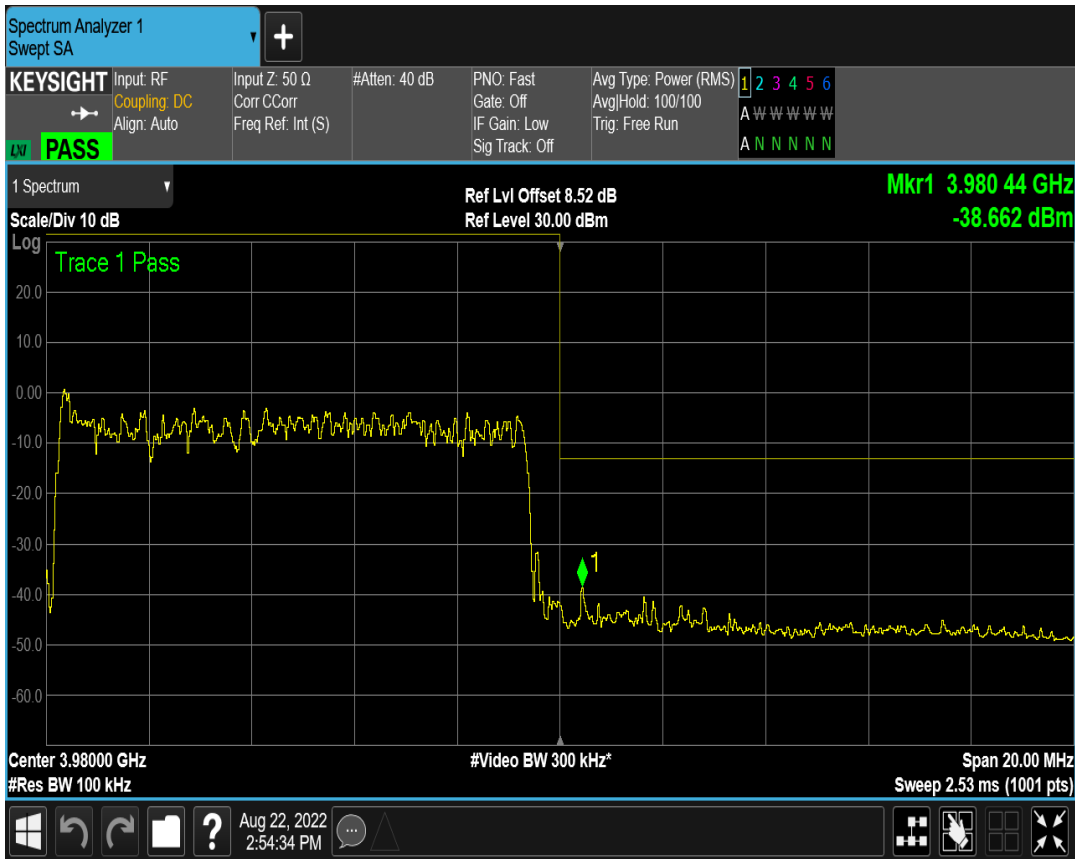 Spectrum Analyzer 1
Swept SA
KEYSIGHT
LXI PASS
Input: RF
Coupling: DC
Align: Auto
Input Z: 50 Ω
Corr CCorr
Freq Ref: Int (S)
#Atten: 40 dB
PNO: Fast
Gate: Off
IF Gain: Low
Sig Track: Off
Avg Type: Power (RMS)
Avg|Hold: 100/100
Trig: Free Run
1 2 3 4 5 6
A W W W W W
A N N N N N
1 Spectrum
Scale/Div 10 dB
Ref Lvl Offset 8.52 dB
Ref Level 30.00 dBm
Mkr1 3.980 44 GHz
-38.662 dBm
Log
Trace 1 Pass
20.0
10.0
0.00
-10.0
-20.0
-30.0
1
-40.0
-50.0
-60.0
Center 3.98000 GHz
#Video BW 300 kHz*
Span 20.00 MHz
#Res BW 100 kHz
Sweep 2.53 ms (1001 pts)
?
Aug 22, 2022
2:54:34 PM